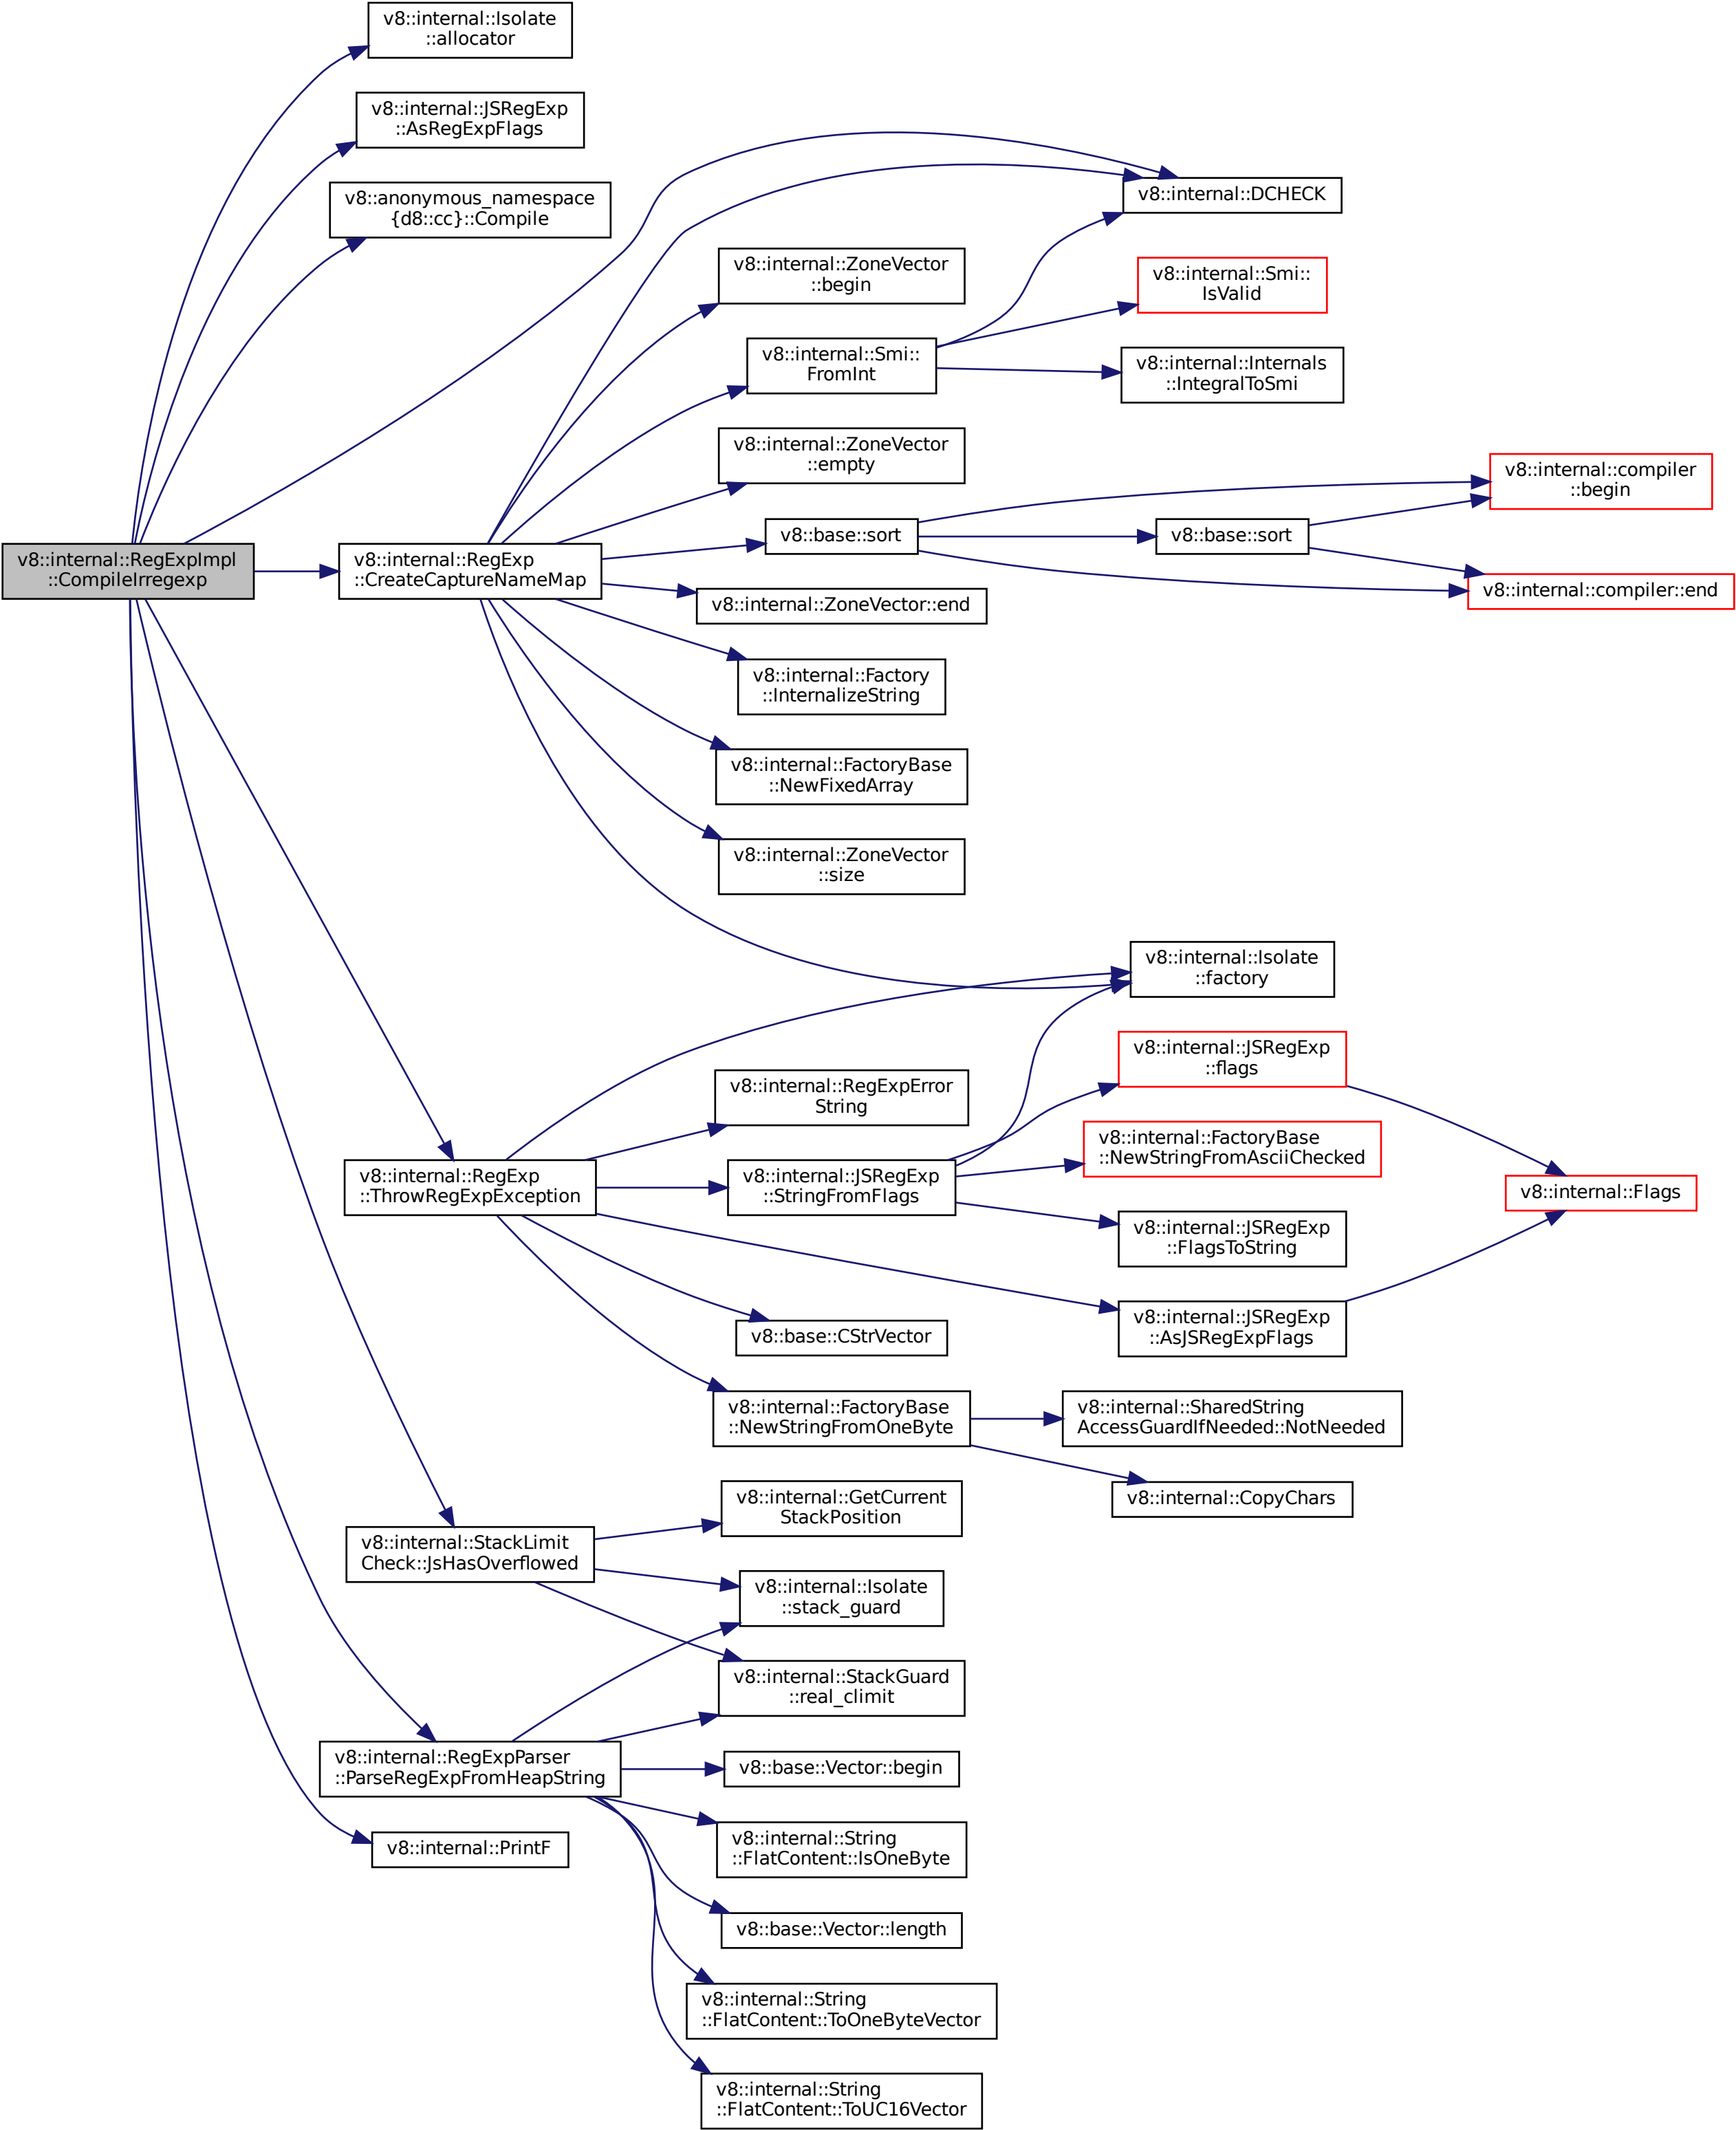 v8::internal::Isolate
::allocator
v8::internal::JSRegExp
::AsRegExpFlags
v8::anonymous_namespace
{d8::cc}::Compile
v8::internal::DCHECK
v8::internal::ZoneVector
::begin
v8::internal::Smi::
IsValid
v8::internal::Smi::
FromInt
v8::internal::Internals
::IntegralToSmi
v8::internal::ZoneVector
::empty
v8::internal::compiler
::begin
v8::base::sort
v8::base::sort
v8::internal::RegExpImpl
::CompileIrregexp
v8::internal::RegExp
::CreateCaptureNameMap
v8::internal::compiler::end
v8::internal::ZoneVector::end
v8::internal::Factory
::InternalizeString
v8::internal::FactoryBase
::NewFixedArray
v8::internal::ZoneVector
::size
v8::internal::Isolate
::factory
v8::internal::JSRegExp
::flags
v8::internal::RegExpError
String
v8::internal::FactoryBase
::NewStringFromAsciiChecked
v8::internal::RegExp
::ThrowRegExpException
v8::internal::JSRegExp
::StringFromFlags
v8::internal::Flags
v8::internal::JSRegExp
::FlagsToString
v8::base::CStrVector
v8::internal::JSRegExp
::AsJSRegExpFlags
v8::internal::FactoryBase
::NewStringFromOneByte
v8::internal::SharedString
AccessGuardIfNeeded::NotNeeded
v8::internal::CopyChars
v8::internal::GetCurrent
StackPosition
v8::internal::StackLimit
Check::JsHasOverflowed
v8::internal::Isolate
::stack_guard
v8::internal::StackGuard
::real_climit
v8::internal::RegExpParser
::ParseRegExpFromHeapString
v8::base::Vector::begin
v8::internal::PrintF
v8::internal::String
::FlatContent::IsOneByte
v8::base::Vector::length
v8::internal::String
::FlatContent::ToOneByteVector
v8::internal::String
::FlatContent::ToUC16Vector